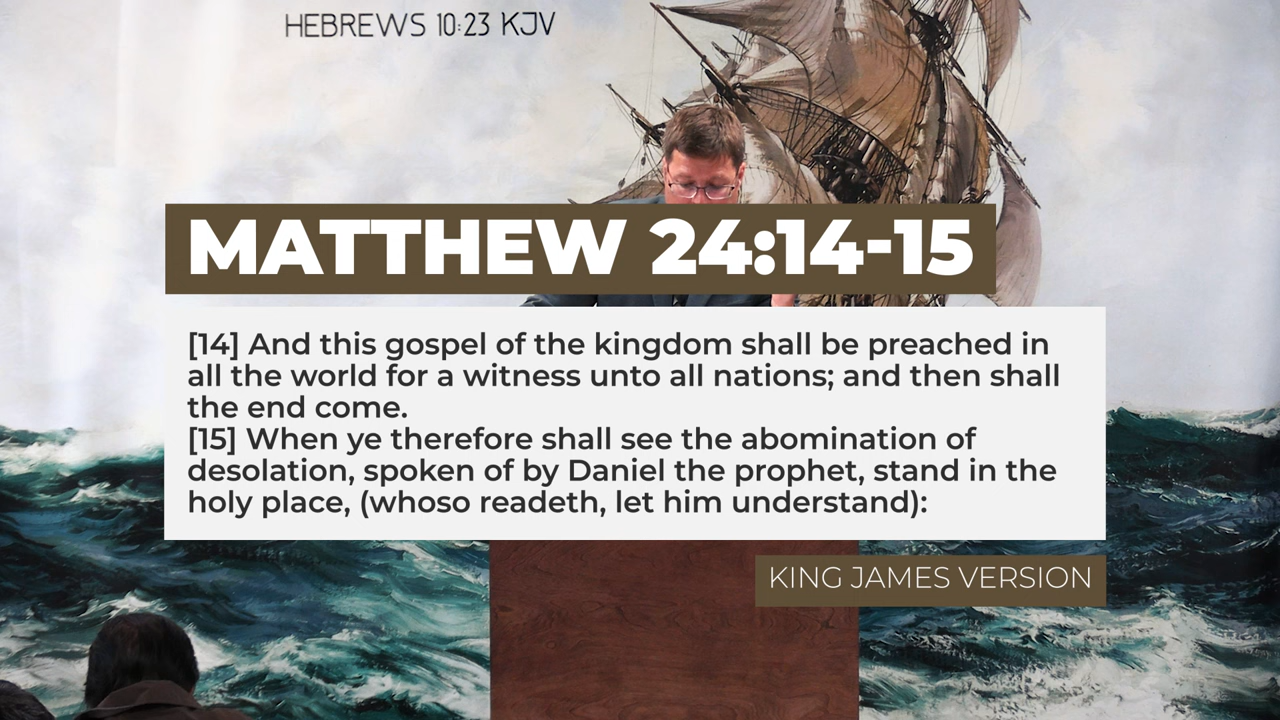 HEBREWS 10:23 KJV
MATTHEW 24:14-15
[14] And this gospel of the kingdom shall be preached in
all the world for a witness unto all nations; and then shall
the end come.
[15] When ye therefore shall see the abomination of
desolation, spoken of by Daniel the prophet, stand in the
holy place, (whoso readeth, let him understand):
KING JAMES VERSION